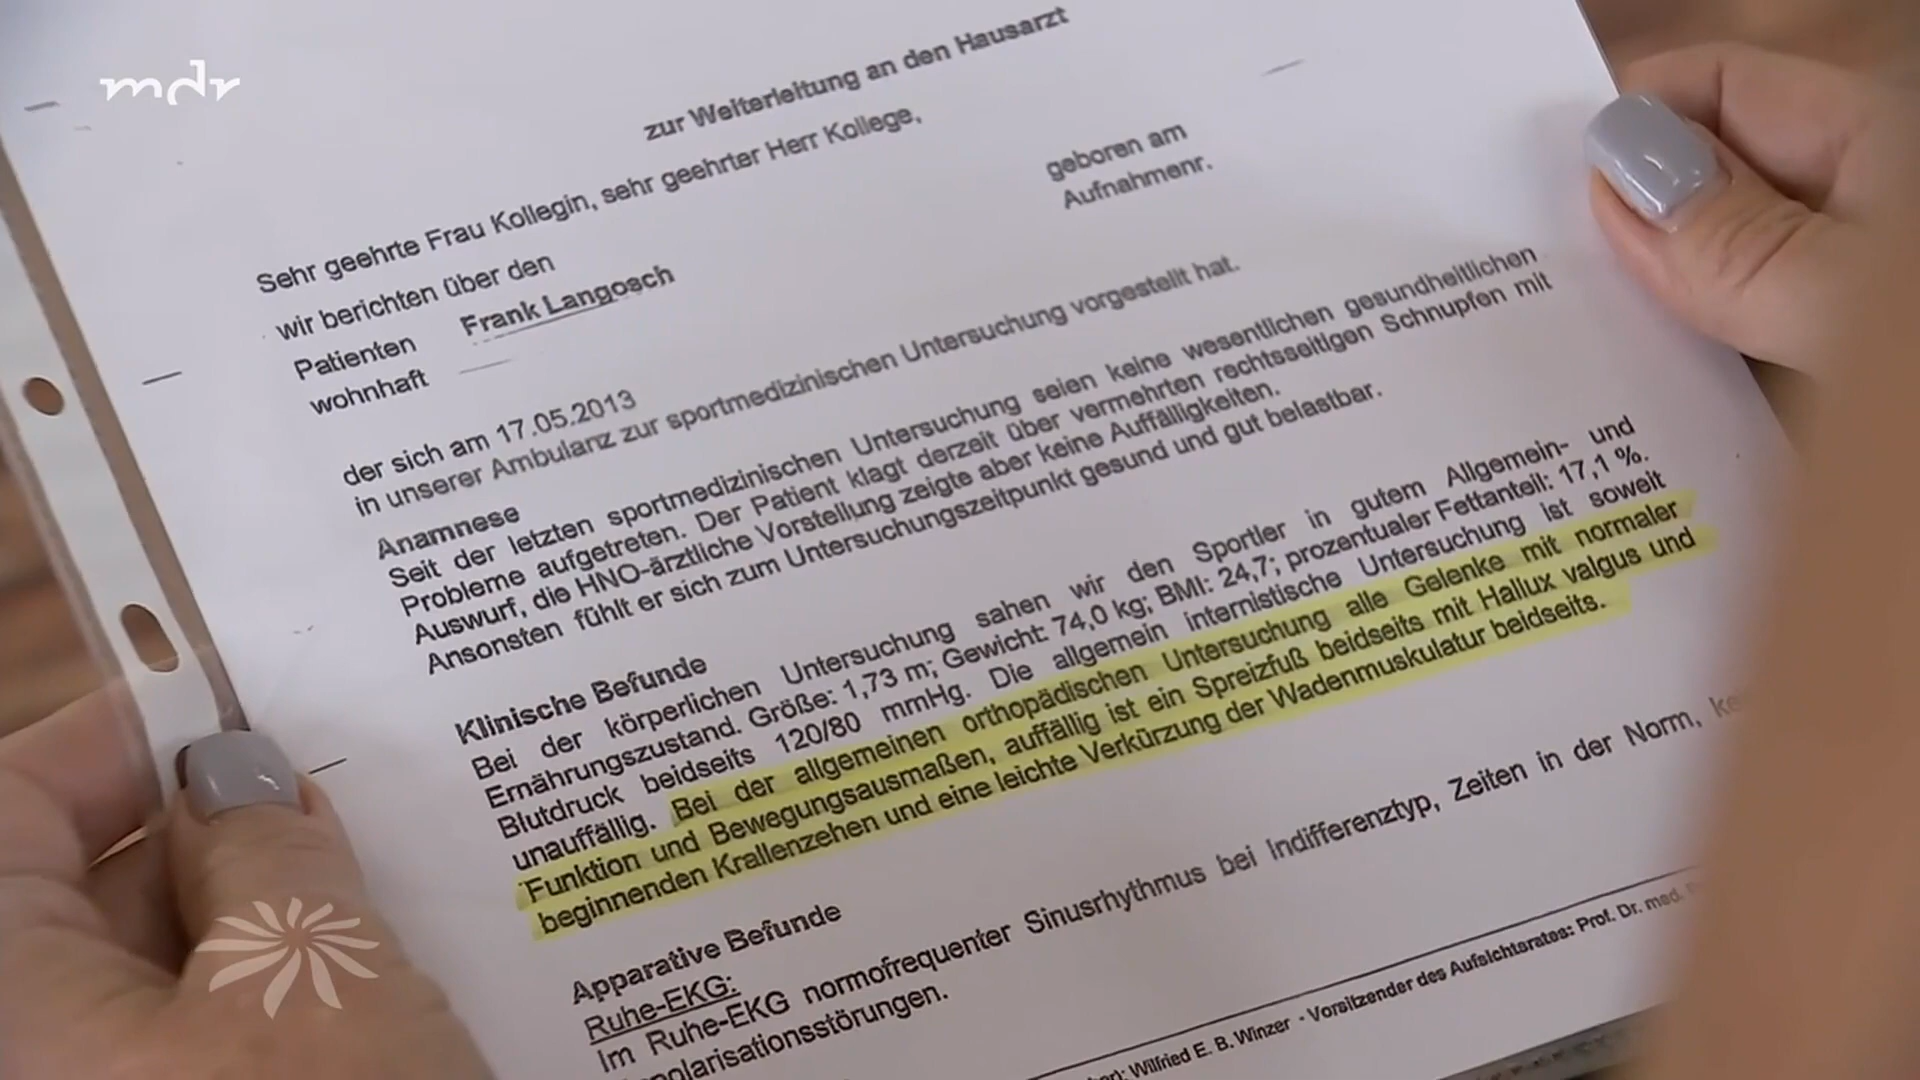 mdr
zur Weiterleitung an den Hausarzt
Sehr geehrte Frau Kollegin, sehr geehrter Herr Kollege,
wir berichten über den
Patienten Frank Langosch geboren am
wohnhaft Aufnahmenr.
der sich am 17.05.2013
in unserer Ambulanz zur sportmedizinischen Untersuchung vorgestellt hat.
Anamnese
Seit der letzten sportmedizinischen Untersuchung seien keine wesentlichen gesundheitlichen
Probleme aufgetreten. Der Patient klagt derzeit über vermehrten rechtsseitigen Schnupfen mit
Auswurf, die HNO-ärztliche Vorstellung zeigte aber keine Auffälligkeiten.
Ansonsten fühlt er sich zum Untersuchungszeitpunkt gesund und gut belastbar.
Klinische Befunde
Bei der körperlichen Untersuchung sahen wir den Sportler in gutem Allgemein- und
Ernährungszustand. Größe: 1,73 m; Gewicht: 74,0 kg; BMI: 24,7; prozentualer Fettanteil: 17,1 %.
Blutdruck beidseits 120/80 mmHg. Die allgemein internistische Untersuchung ist soweit
unauffällig. Bei der allgemeinen orthopädischen Untersuchung alle Gelenke mit normaler
Funktion und Bewegungsausmaßen, auffällig ist ein Spreizfuß beidseits mit Hallux valgus und
beginnenden Krallenzehen und eine leichte Verkürzung der Wadenmuskulatur beidseits.
Apparative Befunde
Ruhe-EKG:
Im Ruhe-EKG normofrequenter Sinusrhythmus bei Indifferenztyp, Zeiten in der Norm,
polarisationsstörungen.
Wilfried E. B. Winzer - Vorsitzender des Aufsichtsrates: Prof. Dr. med.